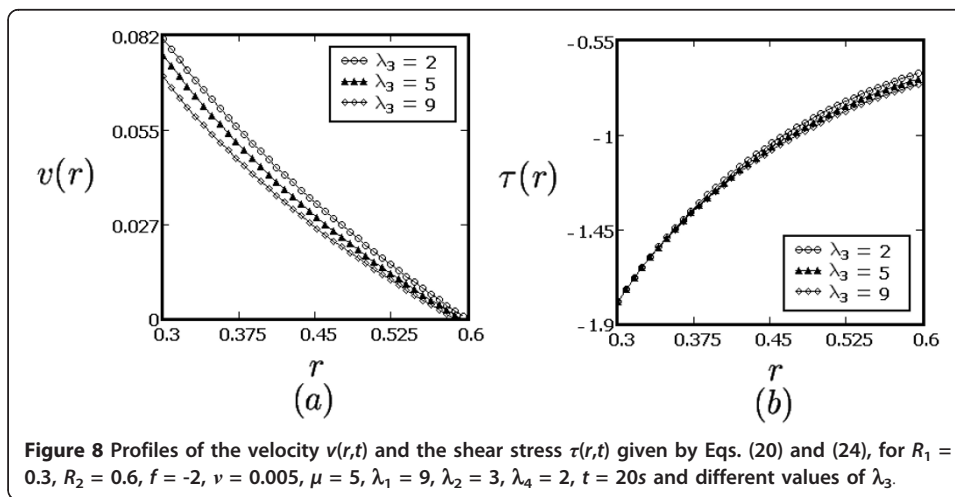 0.082
0.055
0.027
0
v(r)
λ₃ = 2
λ₃ = 5
λ₃ = 9
0.3 0.375 0.45 0.525 0.6
r
(a)
-0.55
-1
-1.45
-1.9
τ(r)
λ₃ = 2
λ₃ = 5
λ₃ = 9
0.3 0.375 0.45 0.525 0.6
r
(b)
Figure 8 Profiles of the velocity v(r,t) and the shear stress τ(r,t) given by Eqs. (20) and (24), for R₁ =
0.3, R₂ = 0.6, f = -2, ν = 0.005, μ = 5, λ₁ = 9, λ₂ = 3, λ₄ = 2, t = 20s and different values of λ₃.